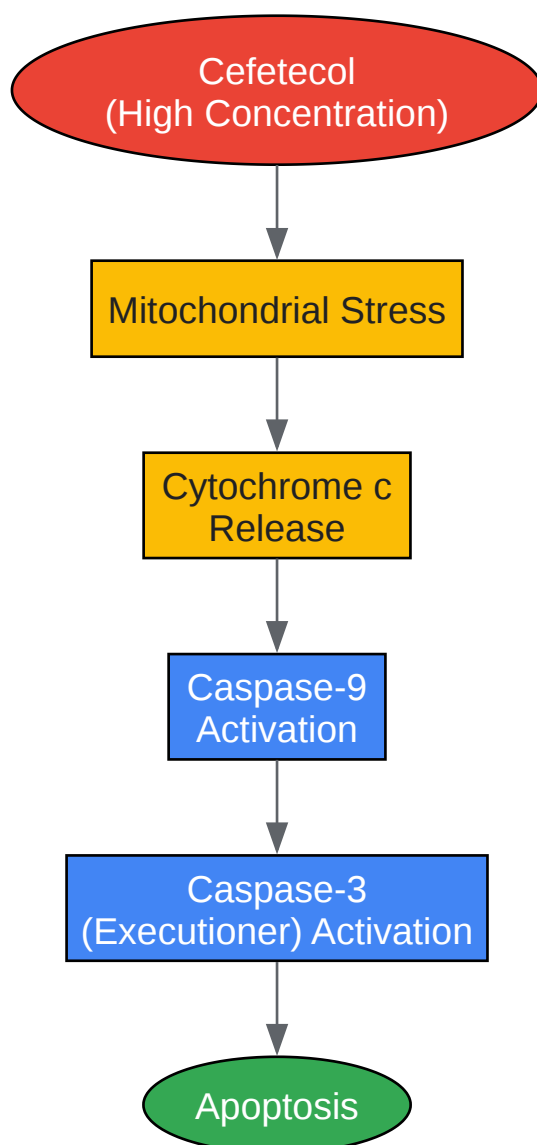 Cefetecol
(High Concentration)
Mitochondrial Stress
Cytochrome c
Release
Caspase-9
Activation
Caspase-3
(Executioner) Activation
Apoptosis